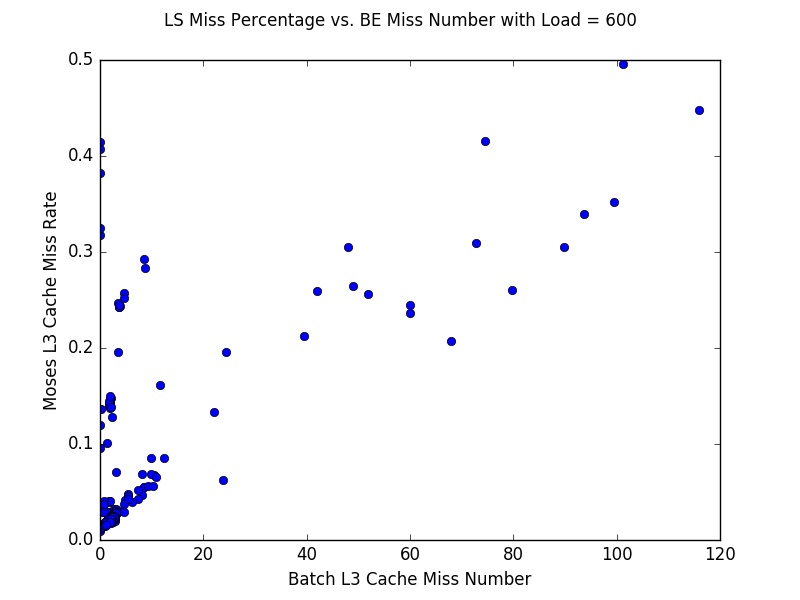 LS Miss Percentage vs. BE Miss Number with Load = 600
0.5
0.4
0.3
0.2
0.1
0.0
Moses L3 Cache Miss Rate
0 20 40 60 80 100 120
Batch L3 Cache Miss Number